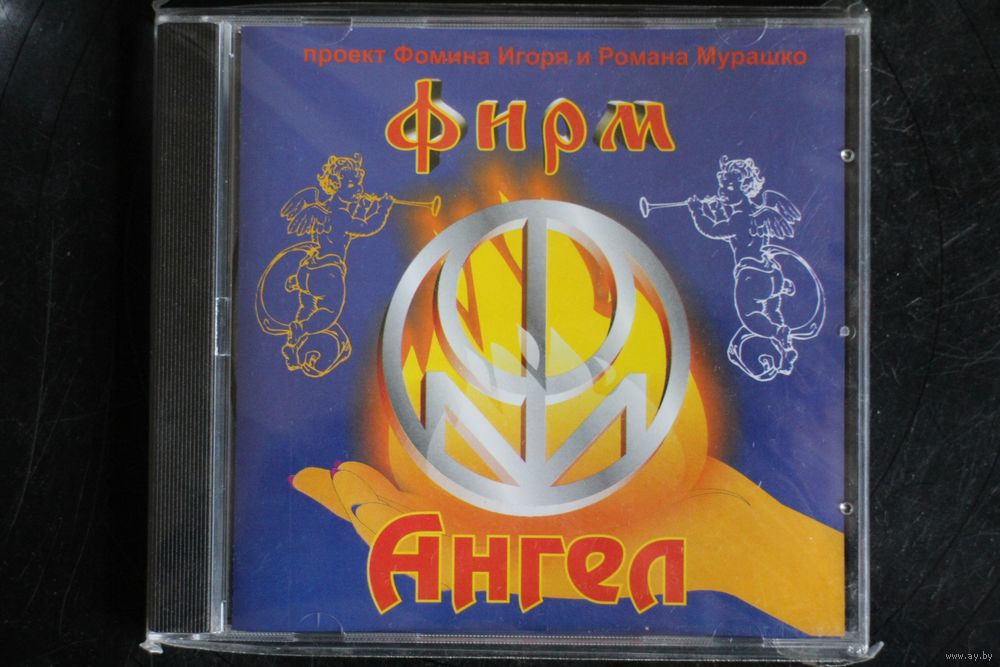 проект Фомина Игоря и Романа Мурашко
Фирм
Ангел
www.ay.by